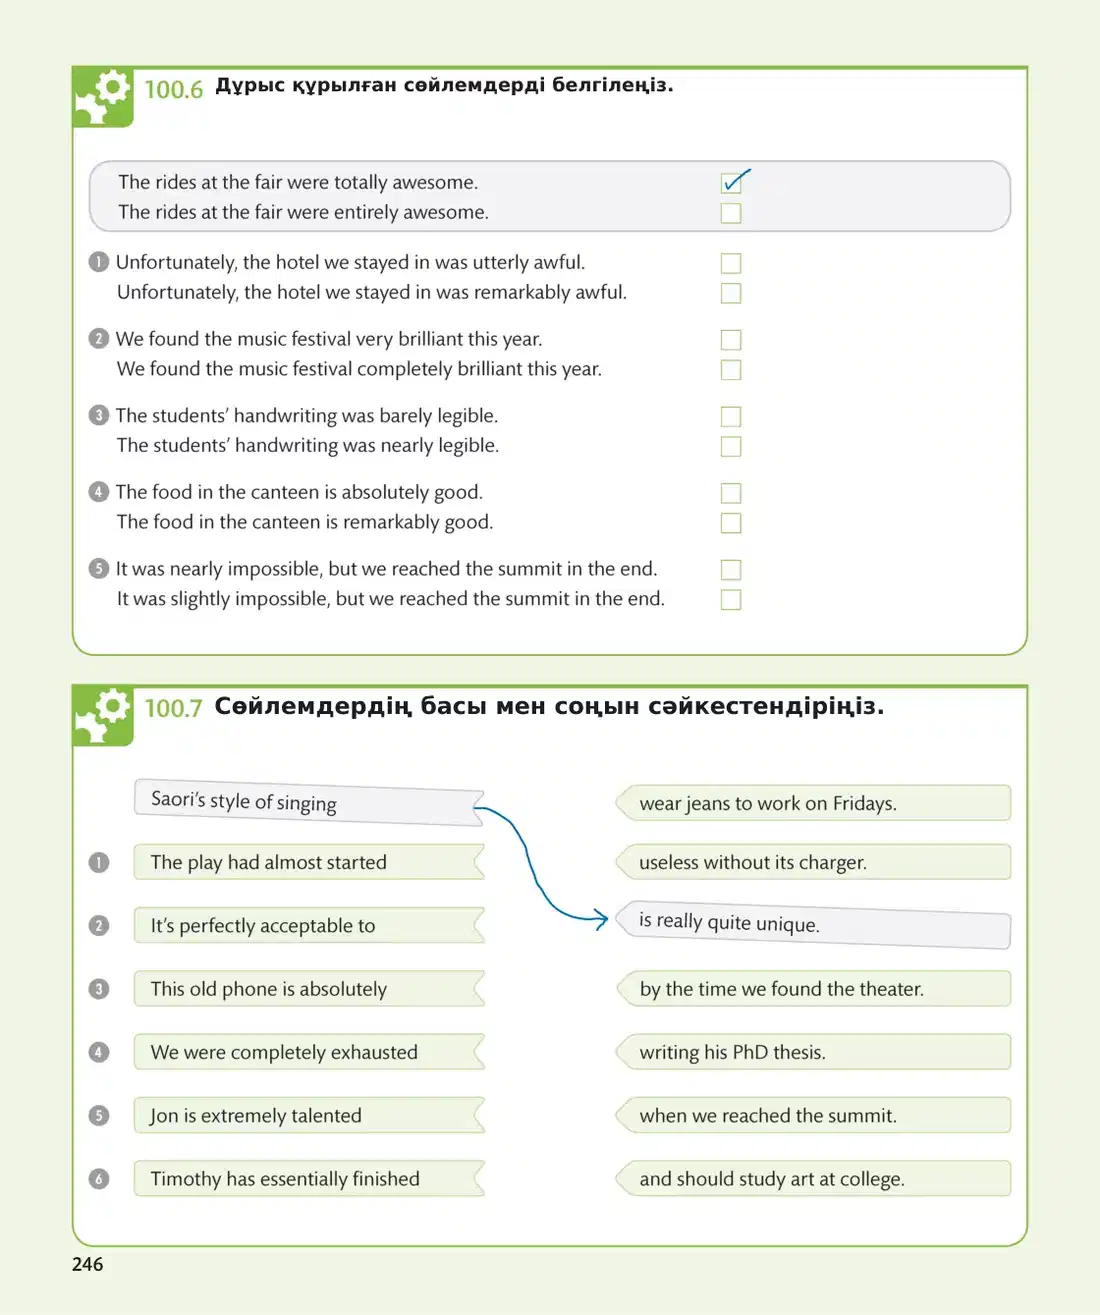 100.6 Дұрыс құрылған сөйлемдерді белгілеңіз.
The rides at the fair were totally awesome.
The rides at the fair were entirely awesome.
1 Unfortunately, the hotel we stayed in was utterly awful.
Unfortunately, the hotel we stayed in was remarkably awful.
2 We found the music festival very brilliant this year.
We found the music festival completely brilliant this year.
3 The students’ handwriting was barely legible.
The students’ handwriting was nearly legible.
4 The food in the canteen is absolutely good.
The food in the canteen is remarkably good.
5 It was nearly impossible, but we reached the summit in the end.
It was slightly impossible, but we reached the summit in the end.
100.7 Сөйлемдердің басы мен соңын сәйкестендіріңіз.
Saori’s style of singing
wear jeans to work on Fridays.
1 The play had almost started
useless without its charger.
2 It’s perfectly acceptable to
is really quite unique.
3 This old phone is absolutely
by the time we found the theater.
4 We were completely exhausted
writing his PhD thesis.
5 Jon is extremely talented
when we reached the summit.
6 Timothy has essentially finished
and should study art at college.
246